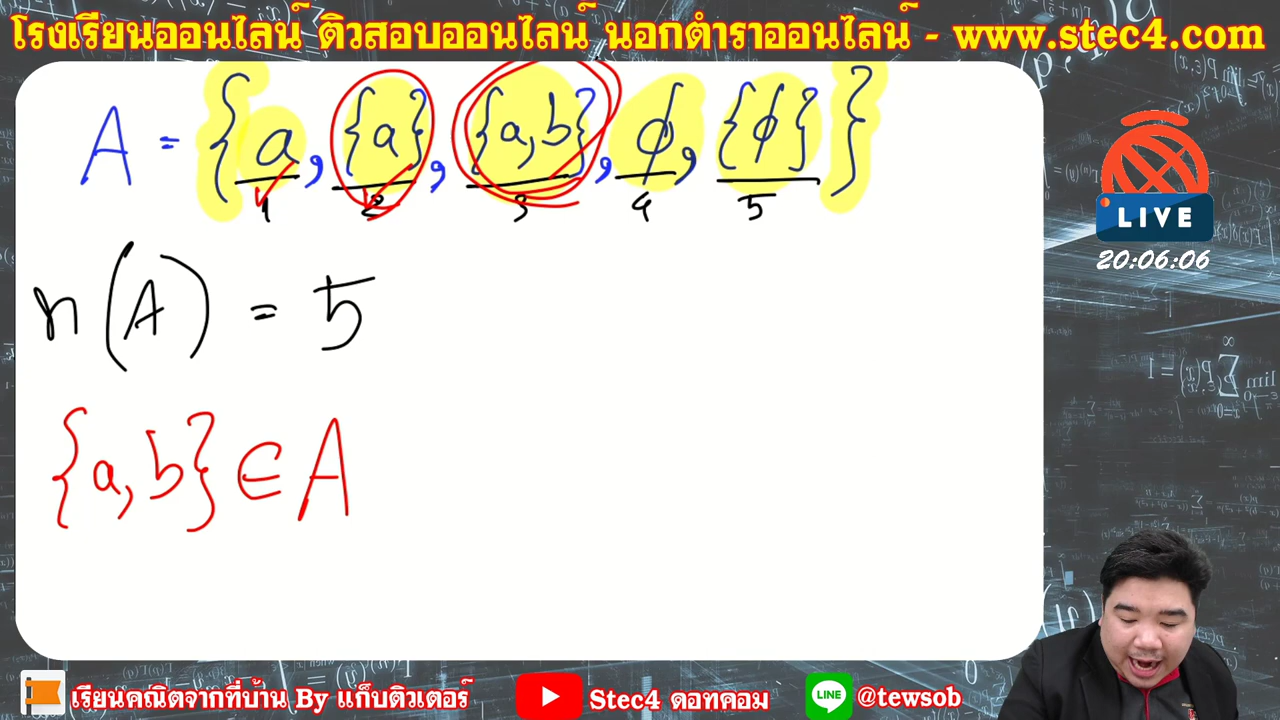 โรงเรียนออนไลน์ ติวสอบออนไลน์ นอกตำราออนไลน์ - www.stec4.com
A = {a, {a}, {a,b}, ϕ, {ϕ}}
1 2 3 4 5
LIVE
20:06:06
n(A) = 5
{a,b} ∈ A
เรียนคณิตจากที่บ้าน By แก็บติวเตอร์
Stec4 ดอทคอม
LINE
@tewsob